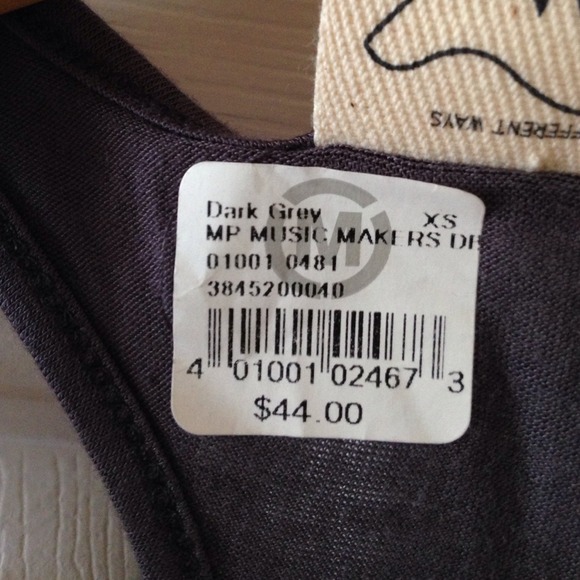 FFERENT WAYS
Dark Grey XS
M
MP MUSIC MAKERS DR
01001 0481
3845200040
4 01001 02467 3
$44.00